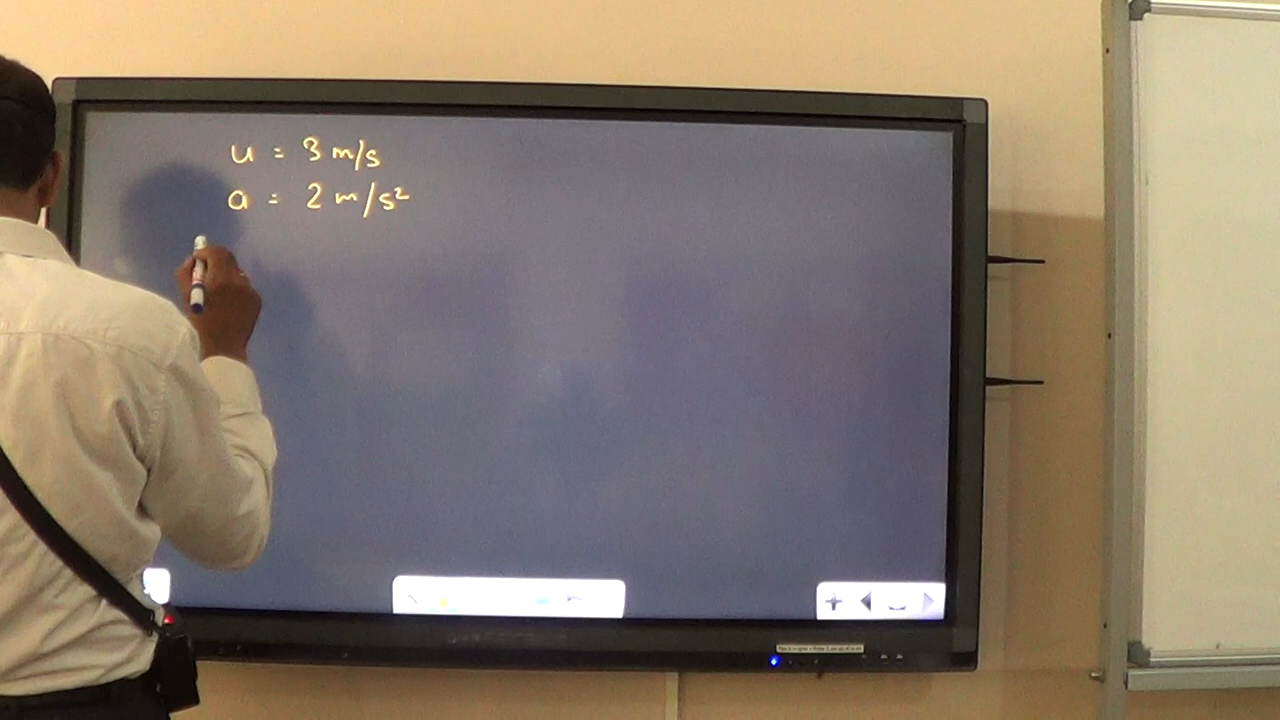 u = 3 m/s
a = 2 m/s²